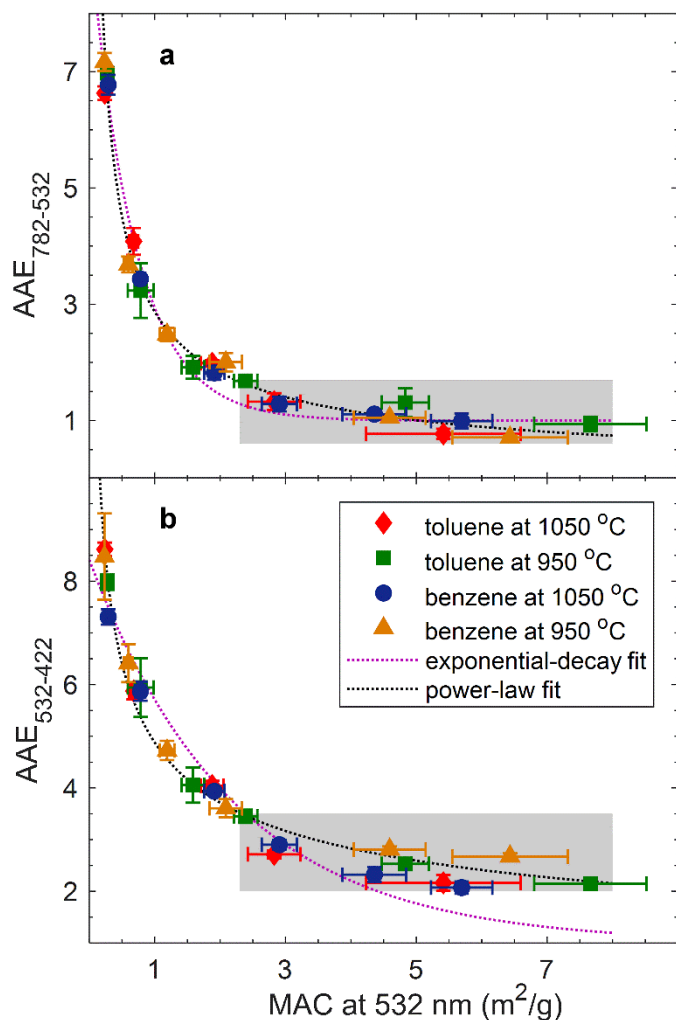 a
7
5
3
1
AAE782-532
b
8
6
4
2
AAE532-422
toluene at 1050 °C
toluene at 950 °C
benzene at 1050 °C
benzene at 950 °C
exponential-decay fit
power-law fit
1 3 5 7
MAC at 532 nm (m²/g)